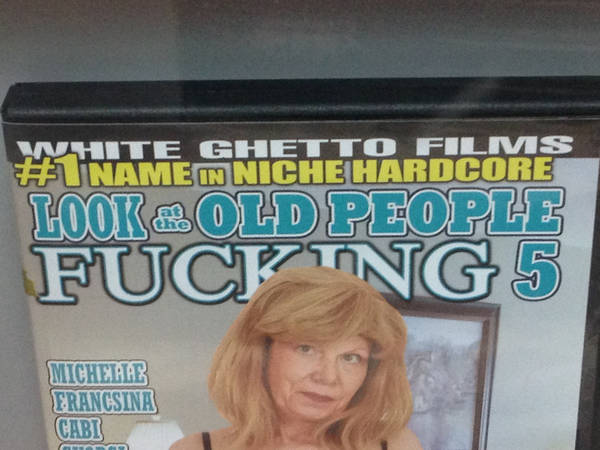 WHITE GHETTO FILMS
#1 NAME IN NICHE HARDCORE
LOOK at the OLD PEOPLE
FUCKING 5
MICHELLE
FRANCSINA
CABI